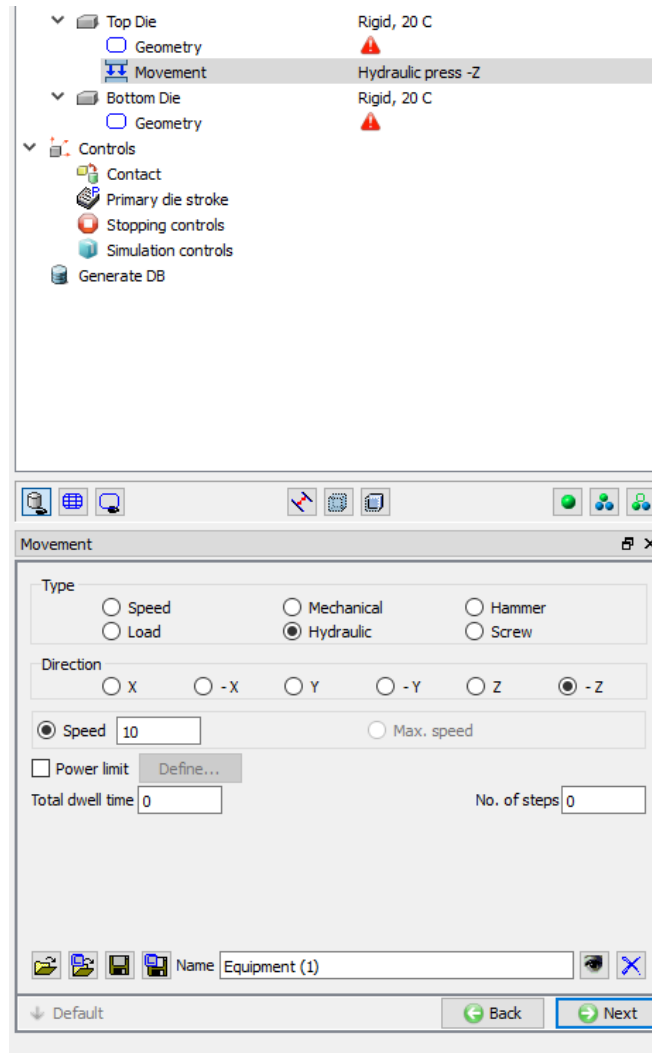 Top Die Rigid, 20 C
Geometry
Movement Hydraulic press -Z
Bottom Die Rigid, 20 C
Geometry
Controls
Contact
Primary die stroke
Stopping controls
Simulation controls
Generate DB
Movement
Type
Speed Mechanical Hammer
Load Hydraulic Screw
Direction
X - X Y - Y Z - Z
Speed 10 Max. speed
Power limit Define...
Total dwell time 0 No. of steps 0
Name Equipment (1)
Default Back Next